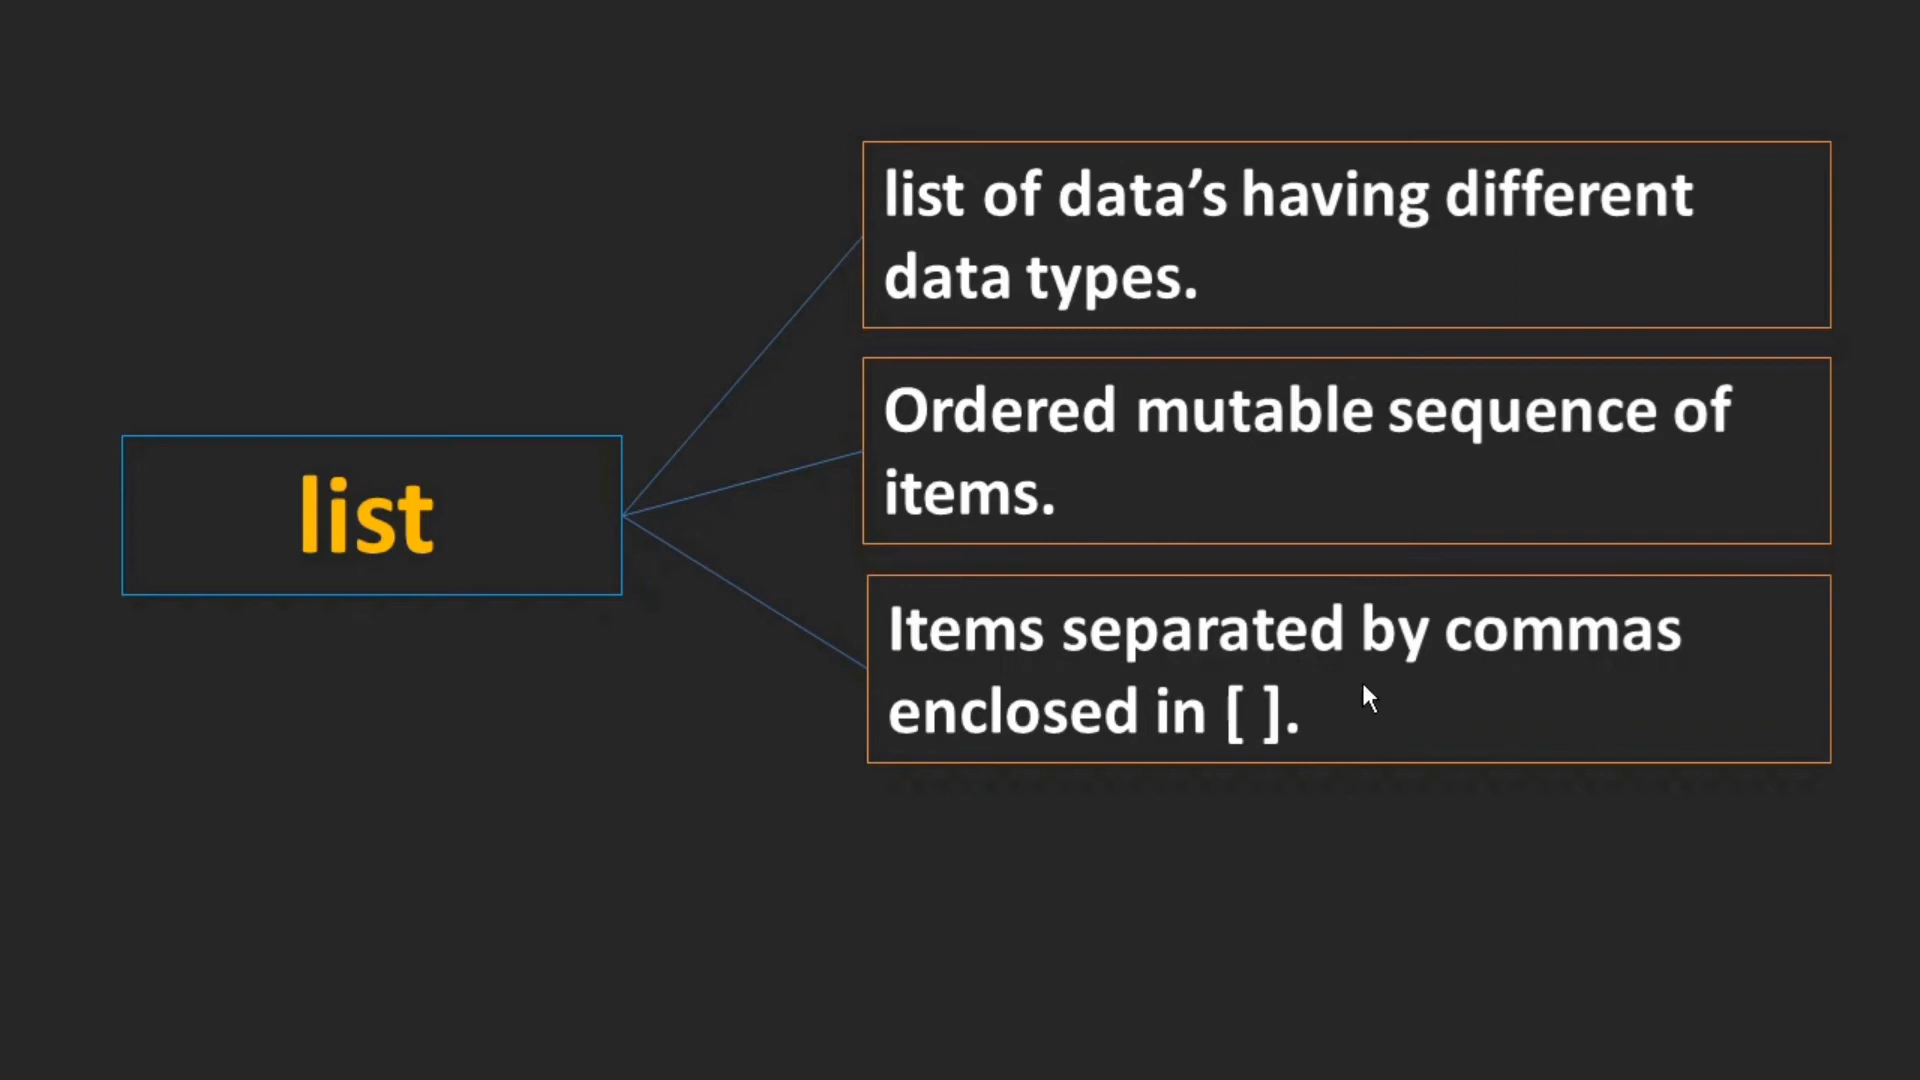 list
list of data’s having different
data types.
Ordered mutable sequence of
items.
Items separated by commas
enclosed in [ ].